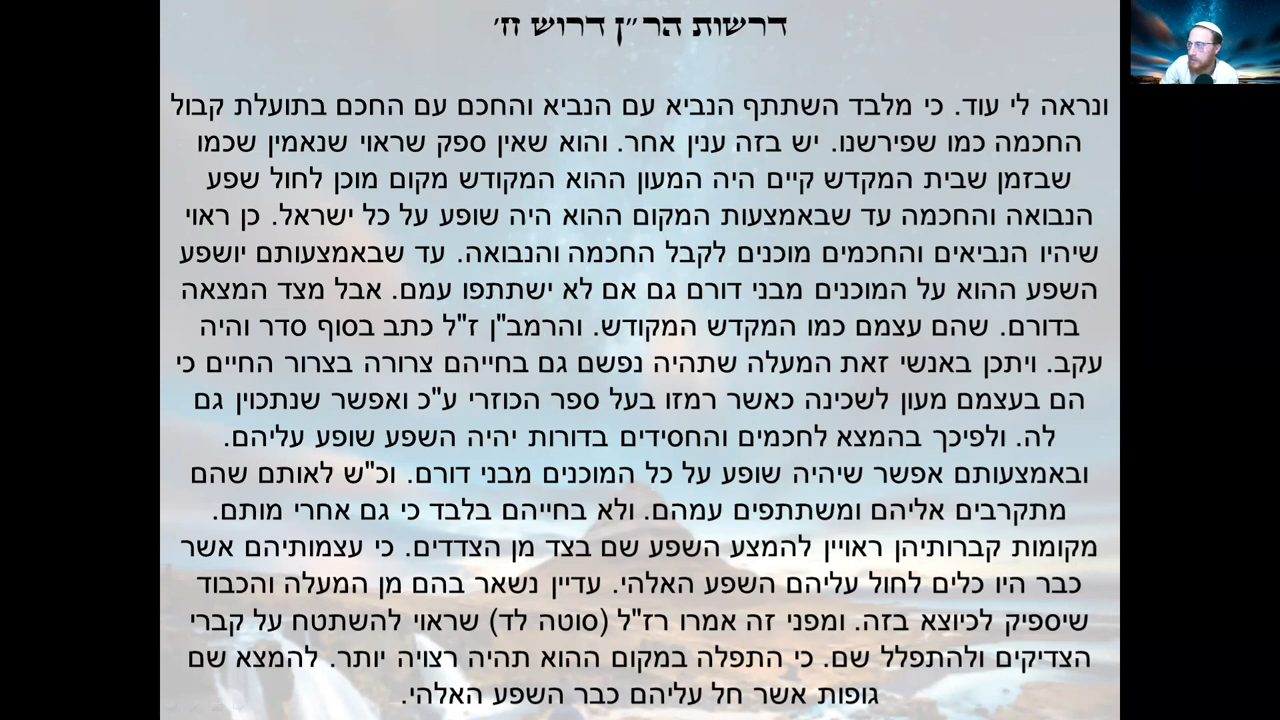 דרשות הר״ן דרוש ח׳
ונראה לי עוד. כי מלבד השתתף הנביא עם הנביא והחכם עם החכם בתועלת קבול
החכמה כמו שפירשנו. יש בזה ענין אחר. והוא שאין ספק שראוי שנאמין שכמו
שבזמן שבית המקדש קיים היה המעון ההוא המקודש מקום מוכן לחול שפע
הנבואה והחכמה עד שבאמצעות המקום ההוא היה שופע על כל ישראל. כן ראוי
שיהיו הנביאים והחכמים מוכנים לקבל החכמה והנבואה. עד שבאמצעותם יושפע
השפע ההוא על המוכנים מבני דורם גם אם לא ישתתפו עמם. אבל מצד המצאה
בדורם. שהם עצמם כמו המקדש המקודש. והרמב"ן ז"ל כתב בסוף סדר והיה
עקב. ויתכן באנשי זאת המעלה שתהיה נפשם גם בחייהם צרורה בצרור החיים כי
הם בעצמם מעון לשכינה כאשר רמזו בעל ספר הכוזרי ע"כ ואפשר שנתכוין גם
לה. ולפיכך בהמצא לחכמים והחסידים בדורות יהיה השפע שופע עליהם.
ובאמצעותם אפשר שיהיה שופע על כל המוכנים מבני דורם. וכ"ש לאותם שהם
מתקרבים אליהם ומשתתפים עמהם. ולא בחייהם בלבד כי גם אחרי מותם.
מקומות קברותיהן ראויין להמצע השפע שם בצד מן הצדדים. כי עצמותיהם אשר
כבר היו כלים לחול עליהם השפע האלהי. עדיין נשאר בהם מן המעלה והכבוד
שיספיק לכיוצא בזה. ומפני זה אמרו רז"ל (סוטה לד) שראוי להשתטח על קברי
הצדיקים ולהתפלל שם. כי התפלה במקום ההוא תהיה רצויה יותר. להמצא שם
גופות אשר חל עליהם כבר השפע האלהי.